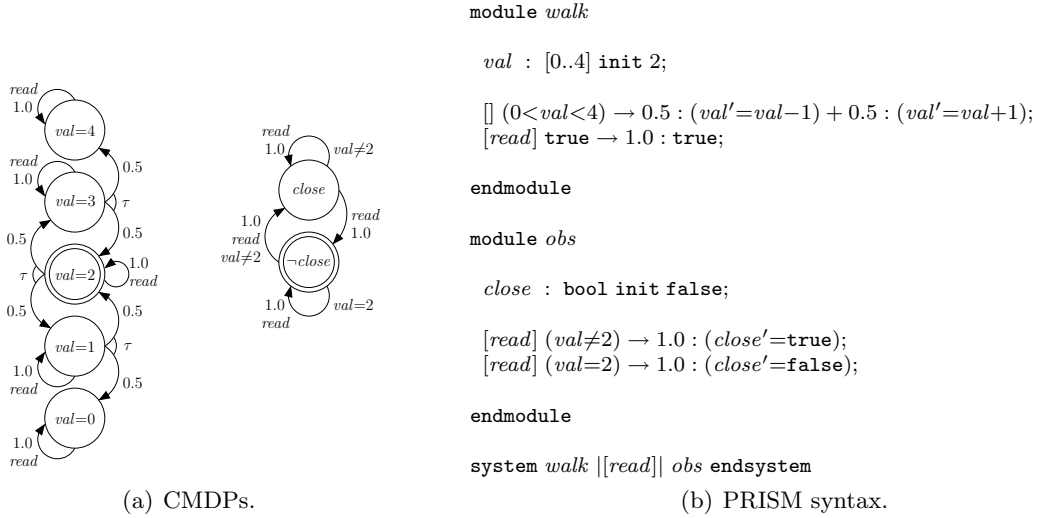 read
1.0
val=4
0.5
read
1.0
val=3
τ
0.5
0.5
τ
val=2
1.0
read
0.5
0.5
val=1
τ
1.0
read
0.5
val=0
1.0
read
read
1.0
val≠2
close
read
1.0
1.0
read
val≠2
¬close
1.0
read
val=2
(a) CMDPs.
module walk
val : [0..4] init 2;
[] (0<val<4) → 0.5 : (val′=val−1) + 0.5 : (val′=val+1);
[read] true → 1.0 : true;
endmodule
module obs
close : bool init false;
[read] (val≠2) → 1.0 : (close′=true);
[read] (val=2) → 1.0 : (close′=false);
endmodule
system walk |[read]| obs endsystem
(b) PRISM syntax.